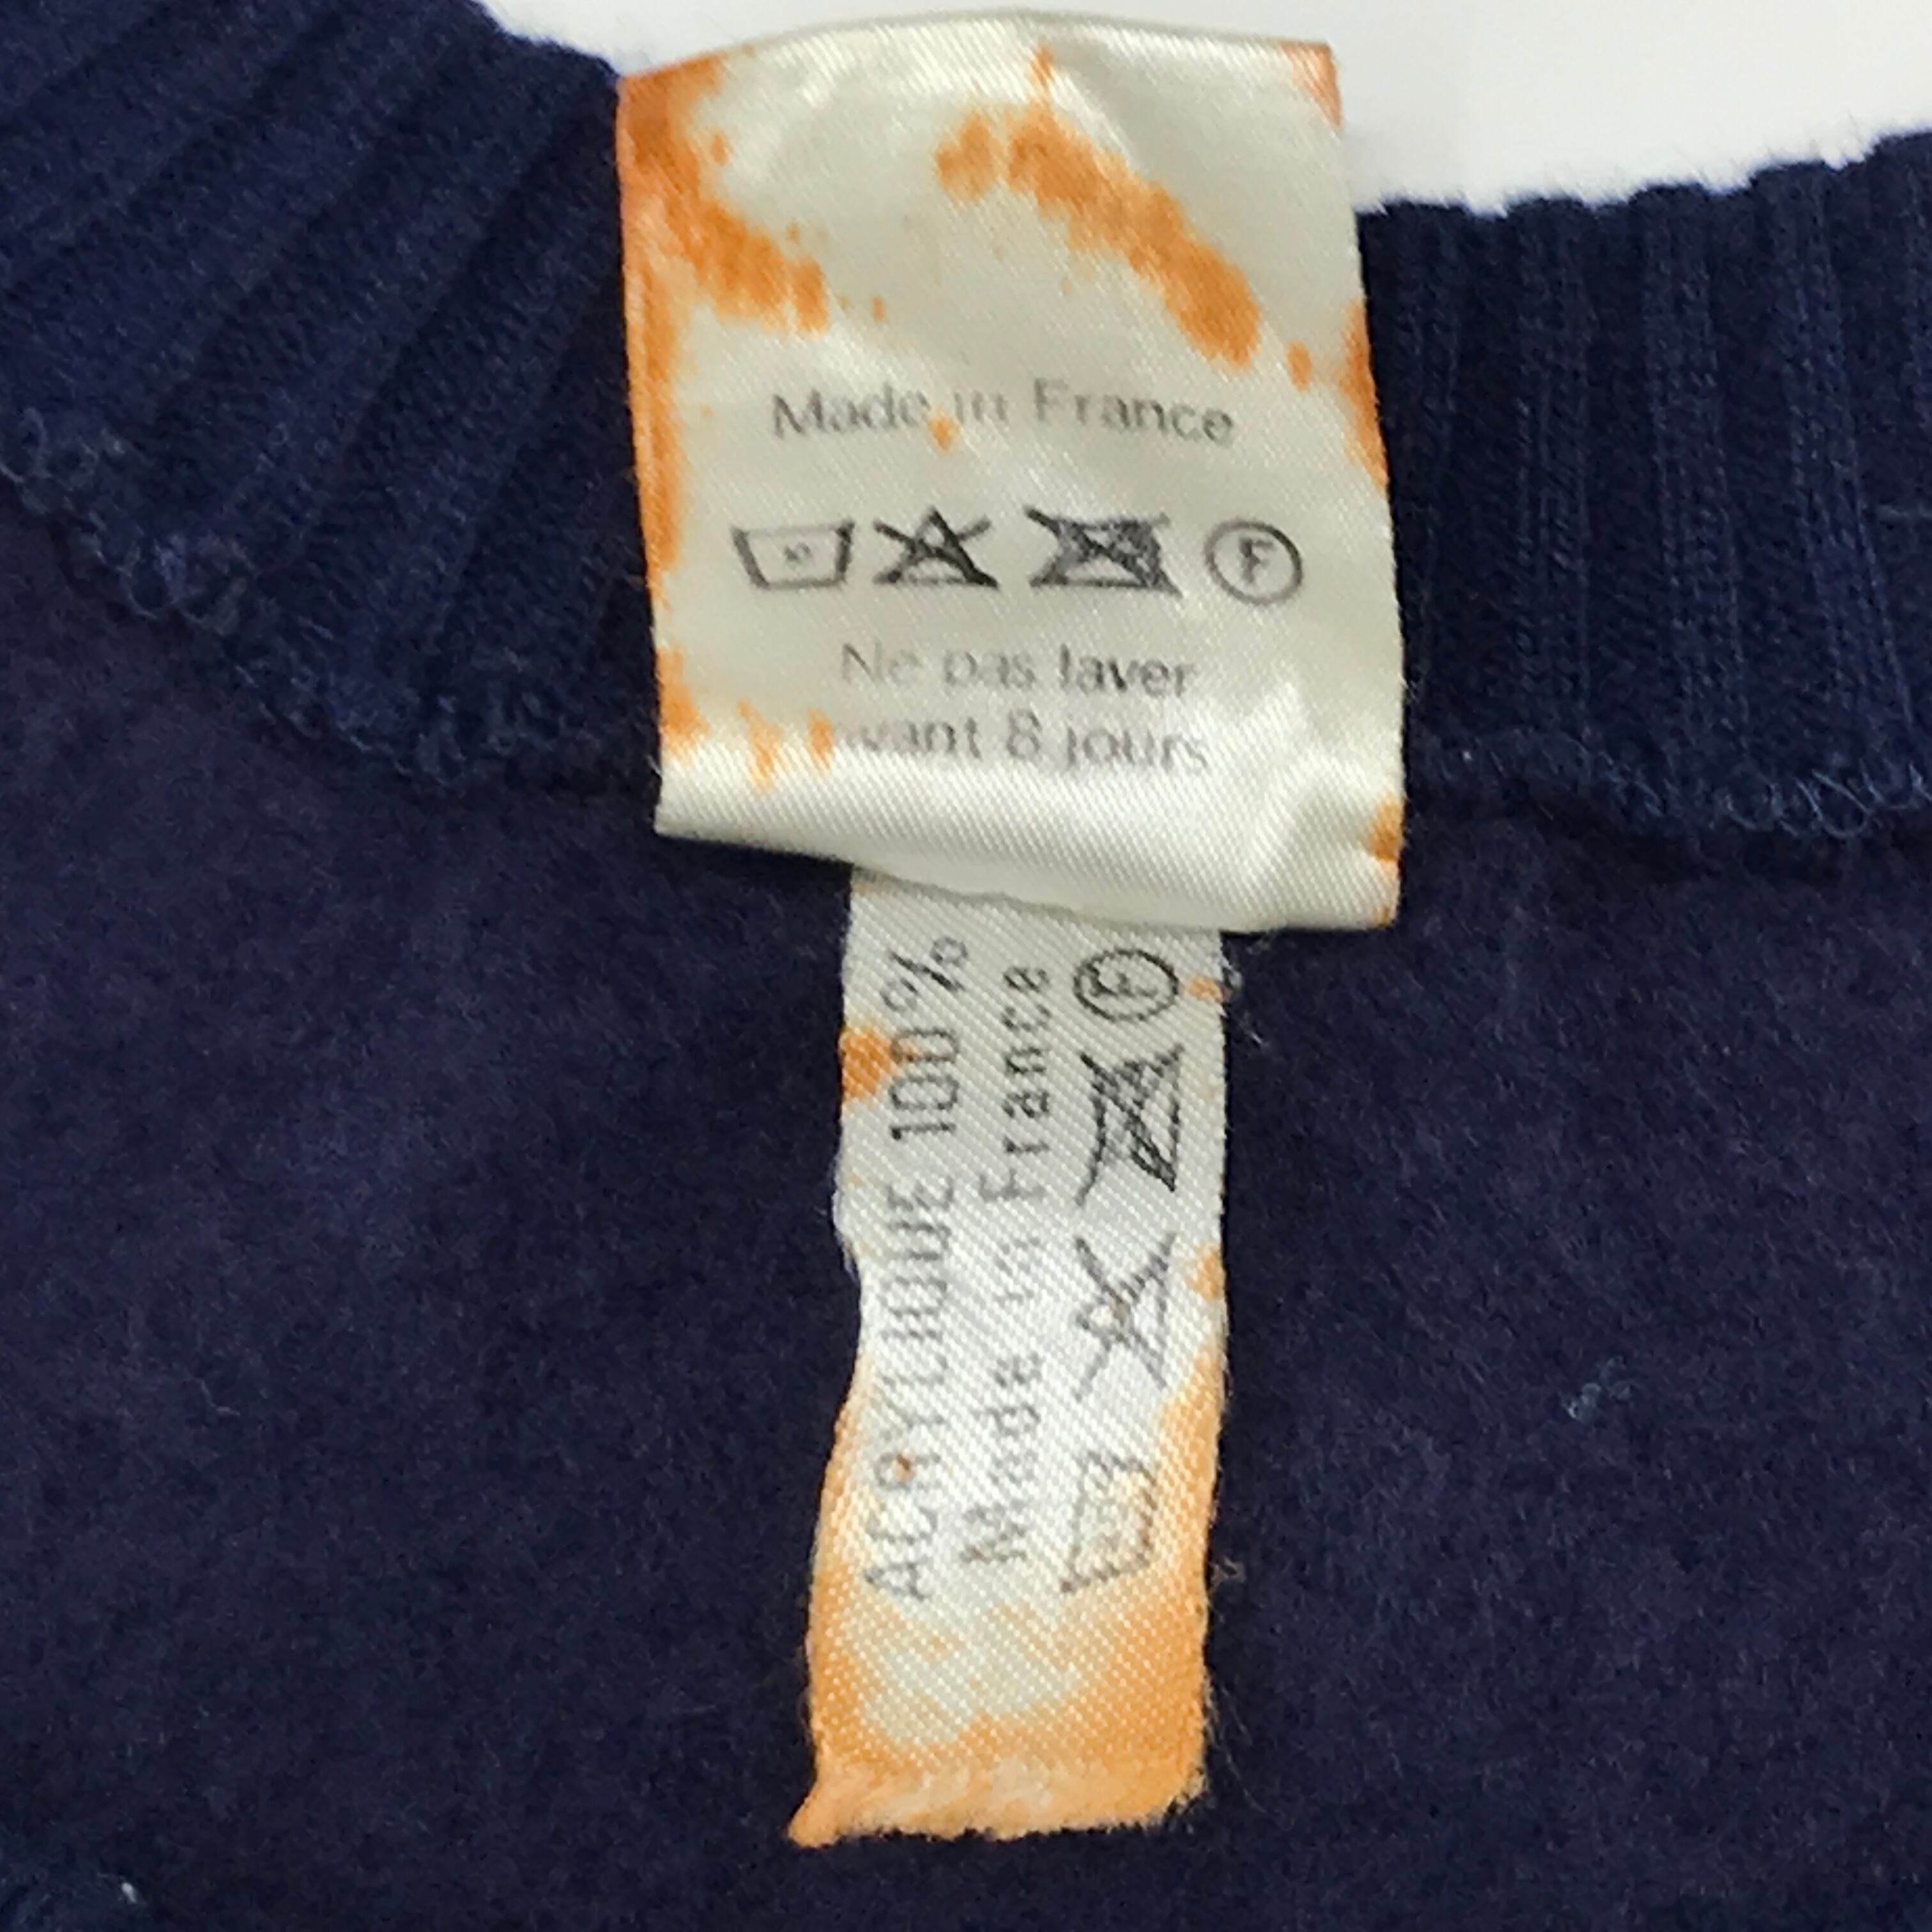 Made in France
F
Ne pas laver
avant 8 jours
ACRYLIQUE 100%
Made in France
F